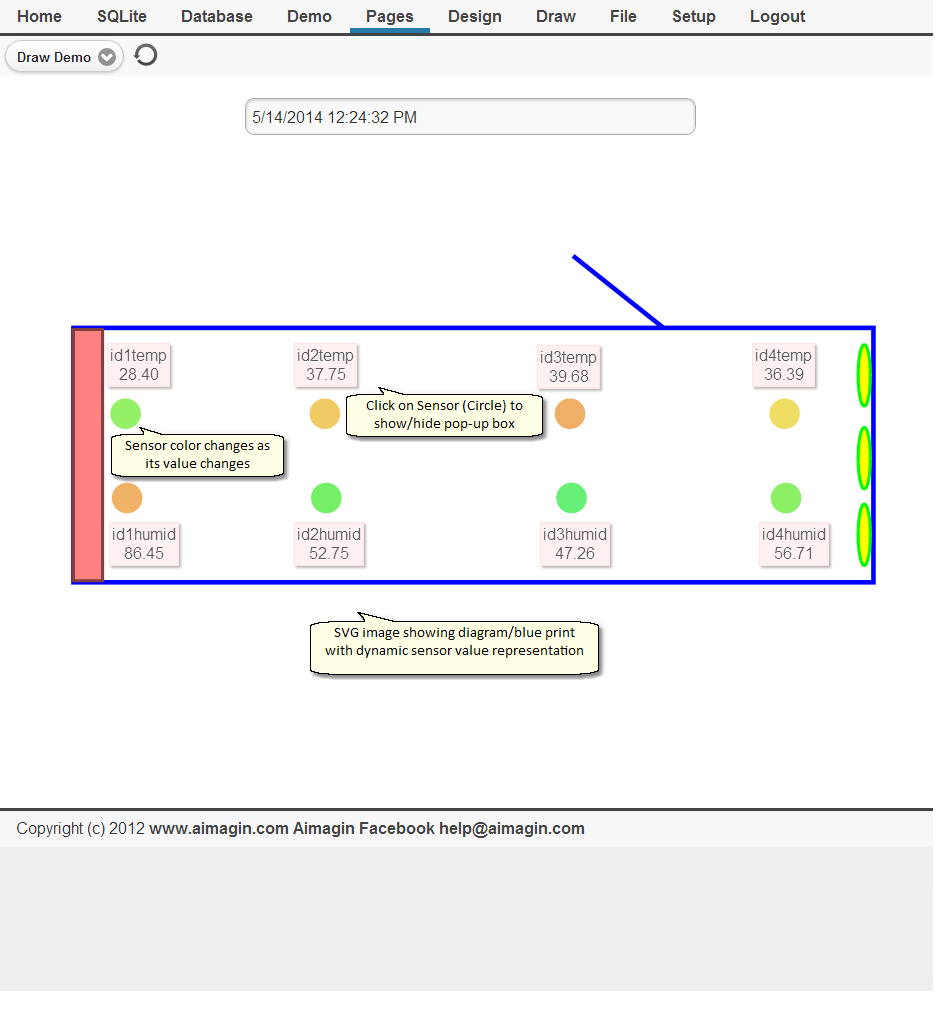 Home SQLite Database Demo Pages Design Draw File Setup Logout
Draw Demo
5/14/2014 12:24:32 PM
id1temp
28.40
id2temp
37.75
id3temp
39.68
id4temp
36.39
Click on Sensor (Circle) to
show/hide pop-up box
Sensor color changes as
its value changes
id1humid
86.45
id2humid
52.75
id3humid
47.26
id4humid
56.71
SVG image showing diagram/blue print
with dynamic sensor value representation
Copyright (c) 2012 www.aimagin.com Aimagin Facebook help@aimagin.com